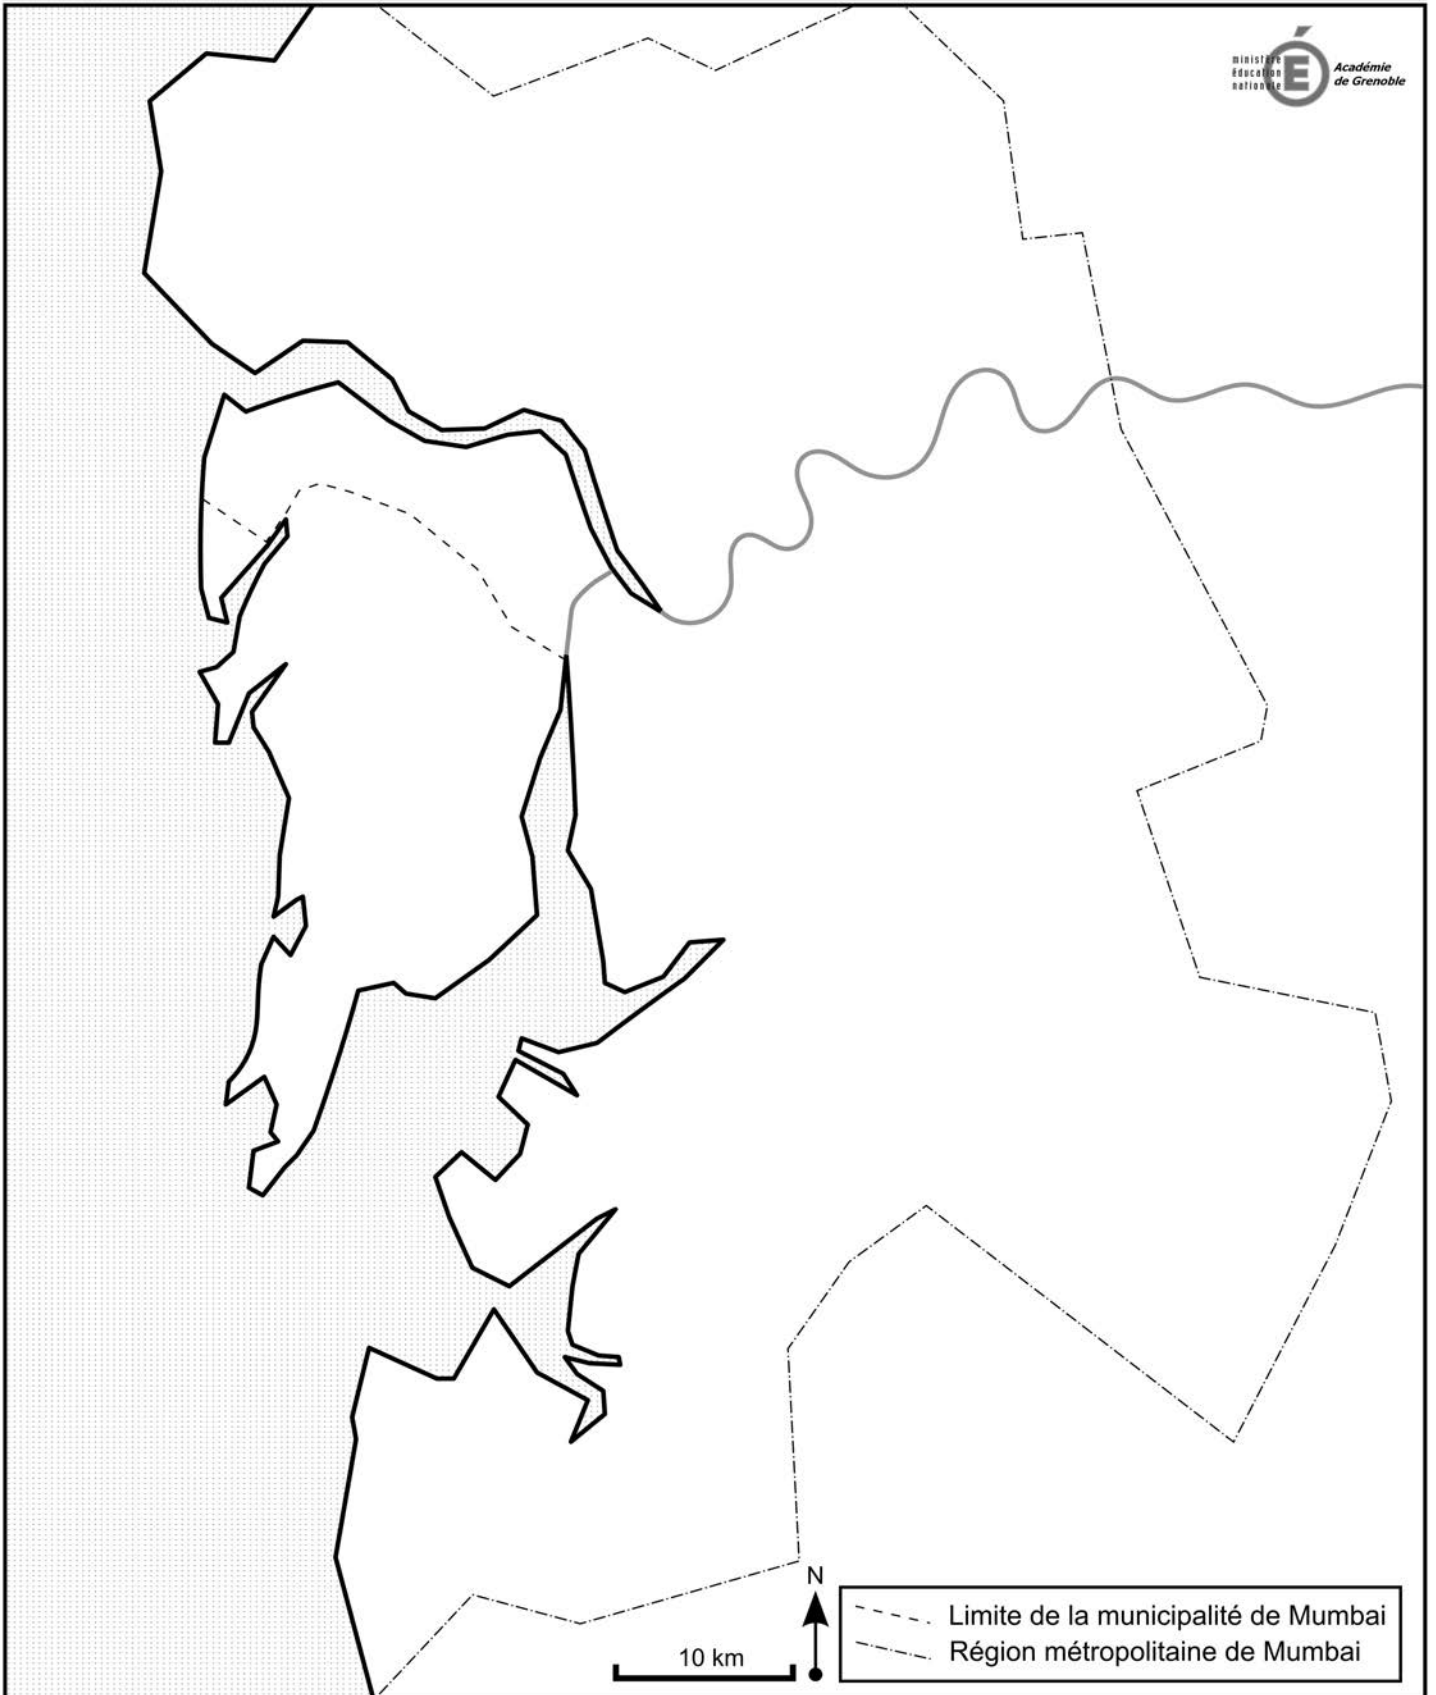 ministère
éducation
nationale
É
Académie
de Grenoble
N
10 km
Limite de la municipalité de Mumbai
Région métropolitaine de Mumbai